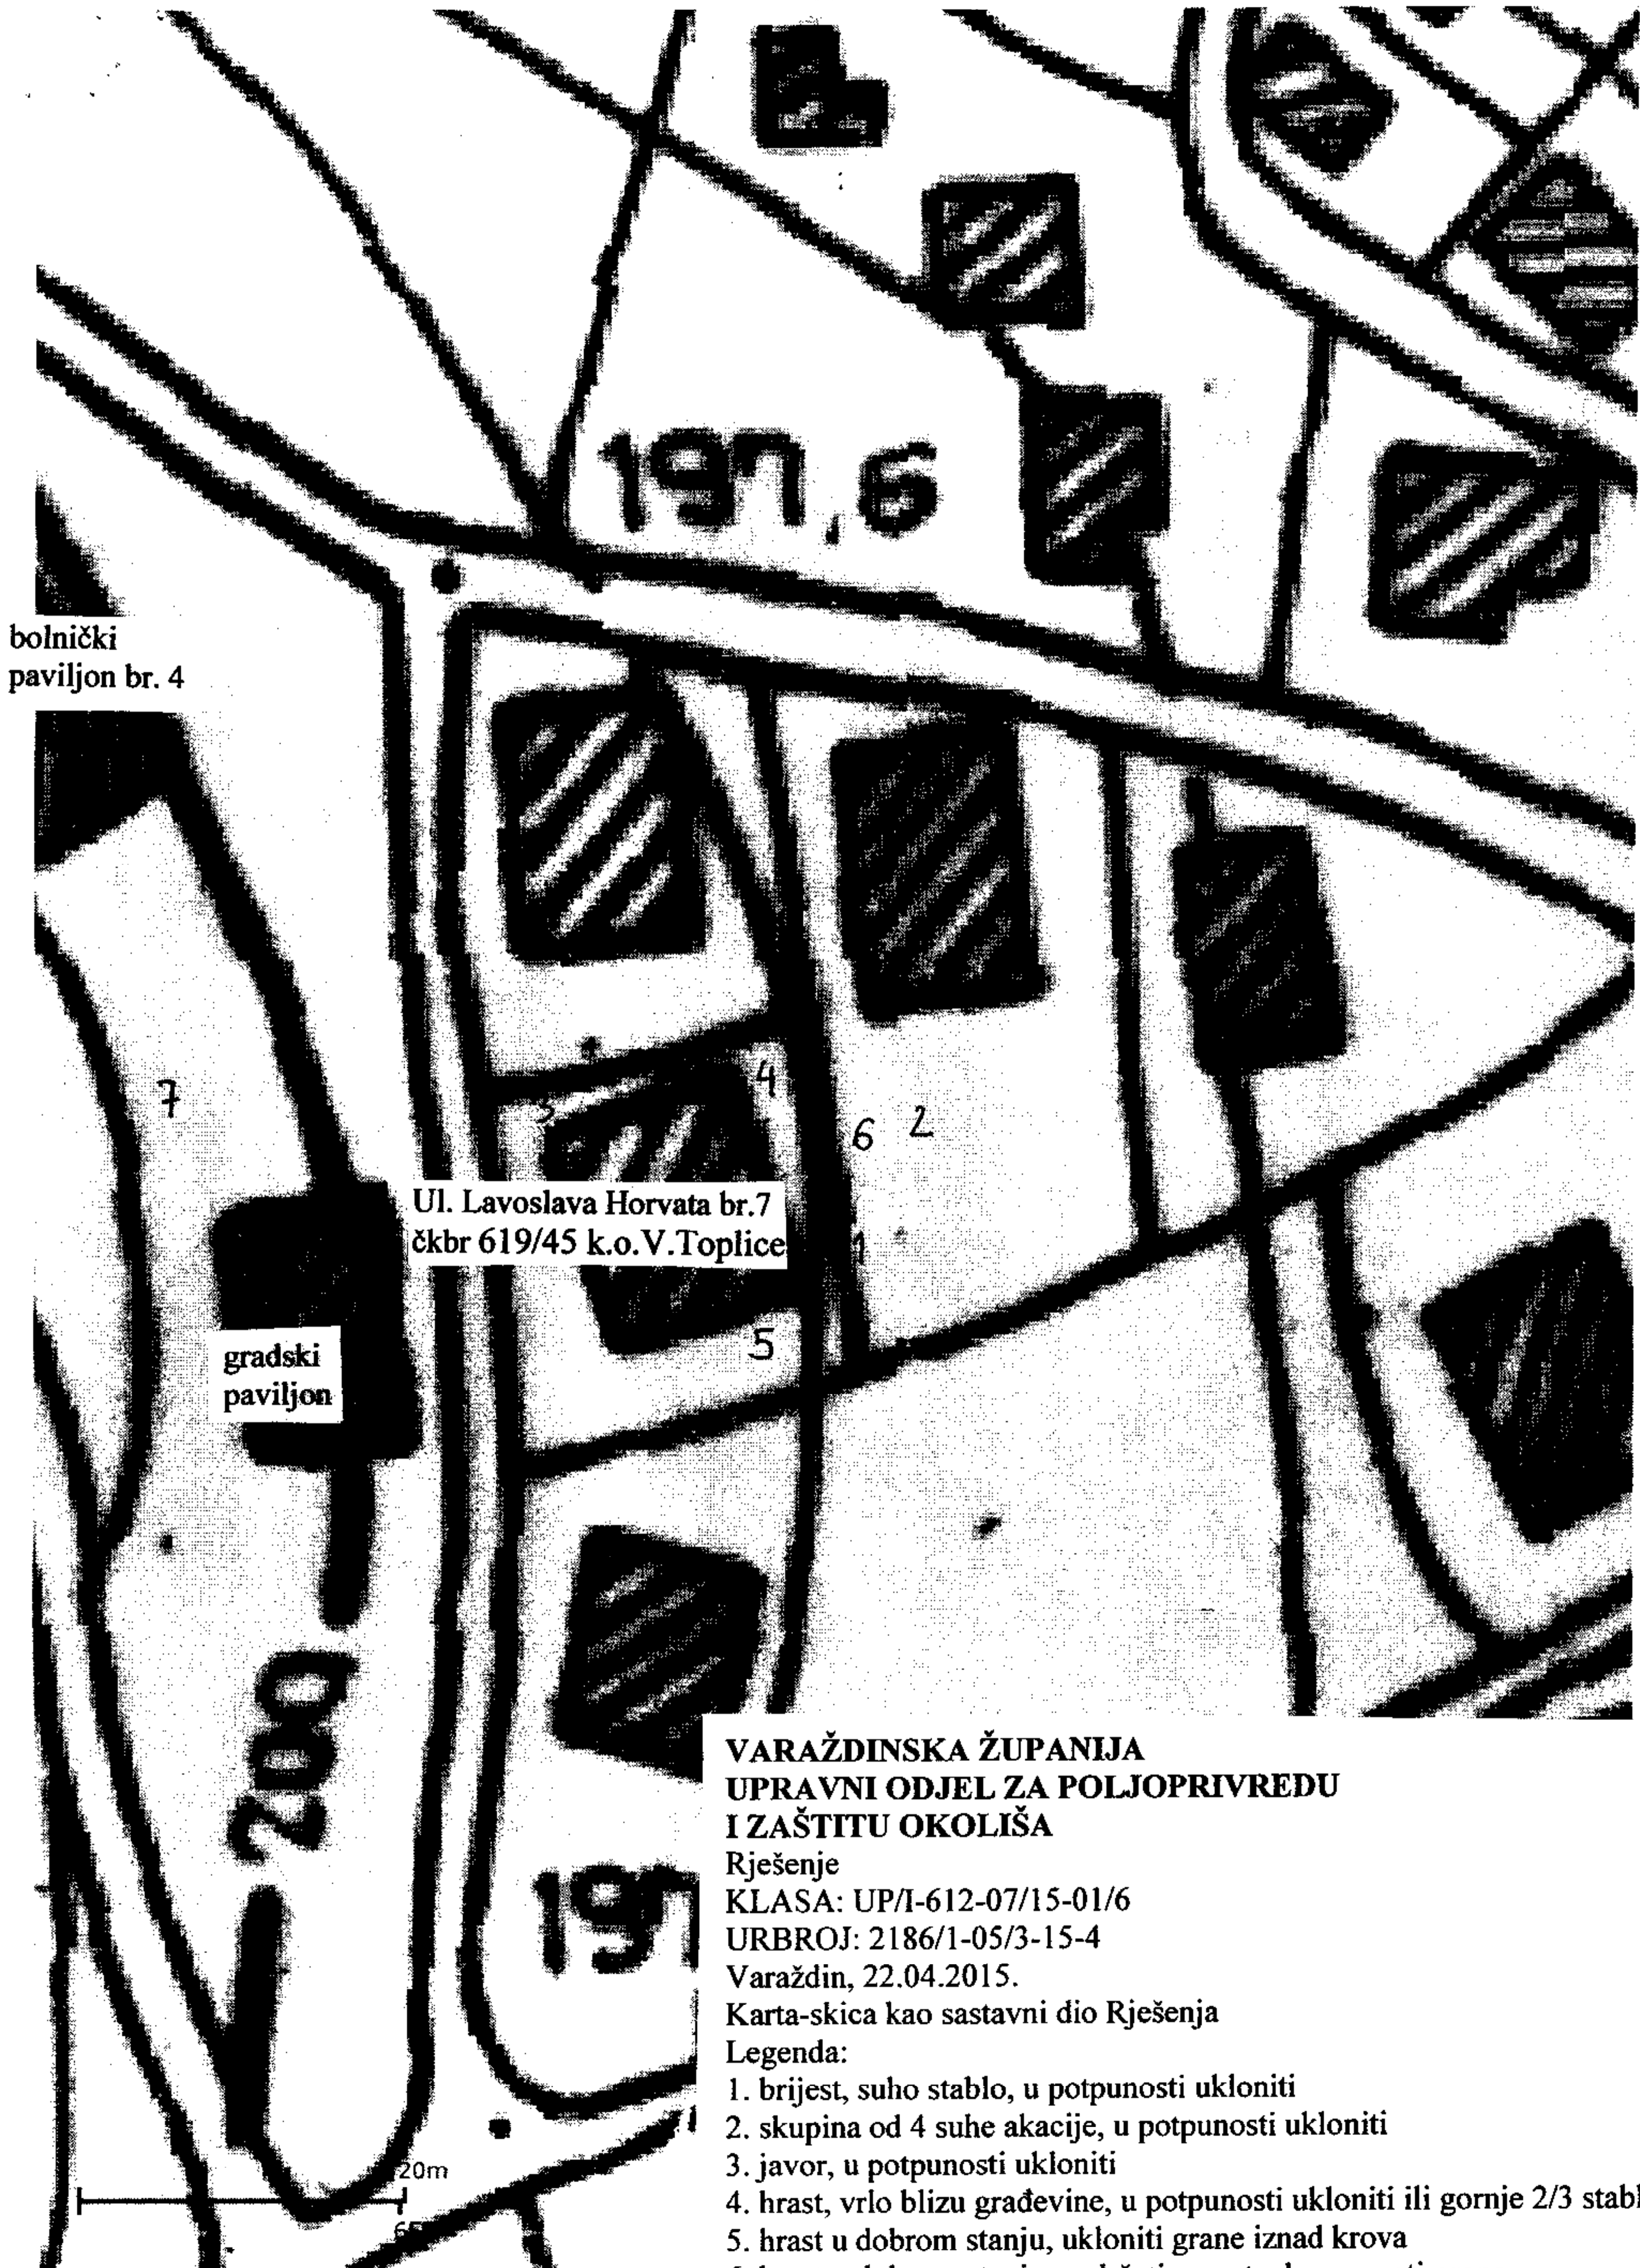 197,6
bolnički
paviljon br. 4
7
3
4
6 2
Ul. Lavoslava Horvata br.7
čkbr 619/45 k.o.V.Toplice
1
5
gradski
paviljon
200
197
VARAŽDINSKA ŽUPANIJA
UPRAVNI ODJEL ZA POLJOPRIVREDU
I ZAŠTITU OKOLIŠA
Rješenje
KLASA: UP/I-612-07/15-01/6
URBROJ: 2186/1-05/3-15-4
Varaždin, 22.04.2015.
Karta-skica kao sastavni dio Rješenja
Legenda:
1. brijest, suho stablo, u potpunosti ukloniti
2. skupina od 4 suhe akacije, u potpunosti ukloniti
3. javor, u potpunosti ukloniti
4. hrast, vrlo blizu građevine, u potpunosti ukloniti ili gornje 2/3 stabl
5. hrast u dobrom stanju, ukloniti grane iznad krova
20m